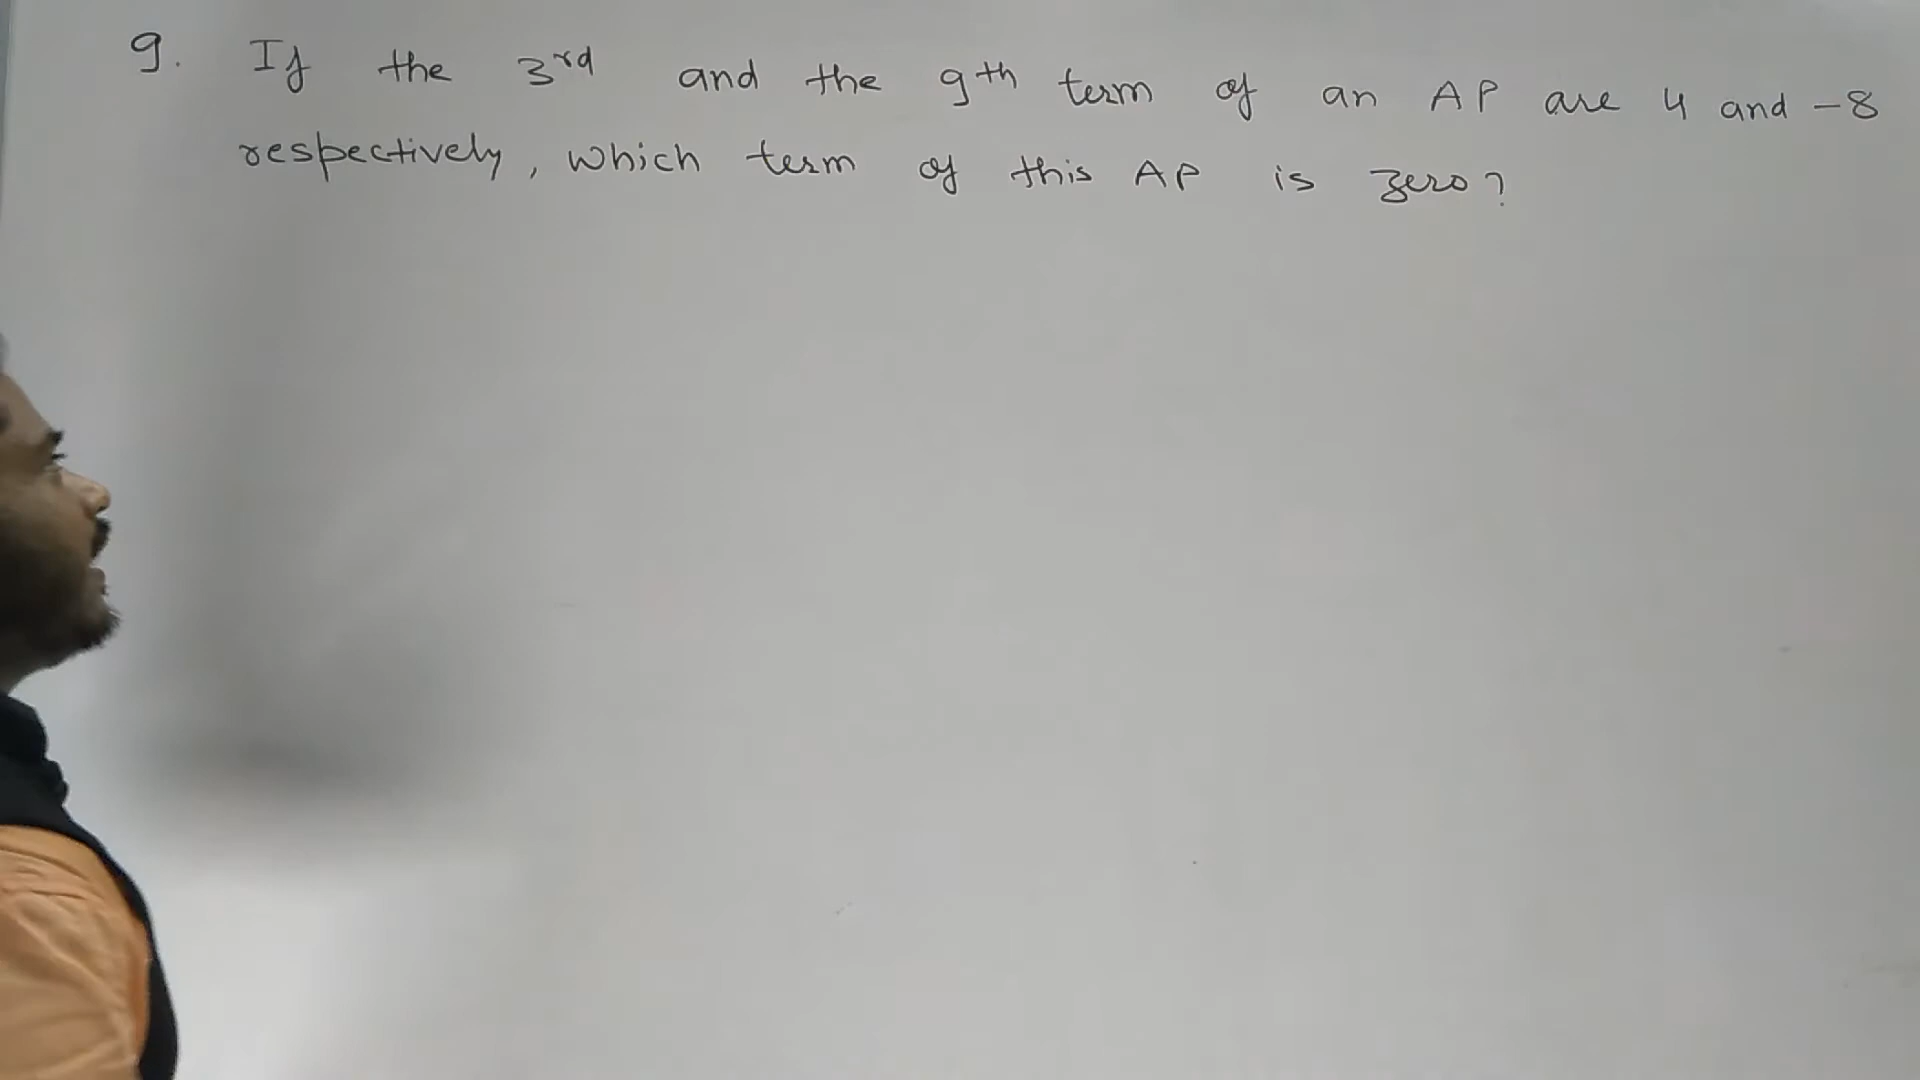 9. If the 3rd and the 9th term of an AP are 4 and -8
respectively, which term of this AP is zero?